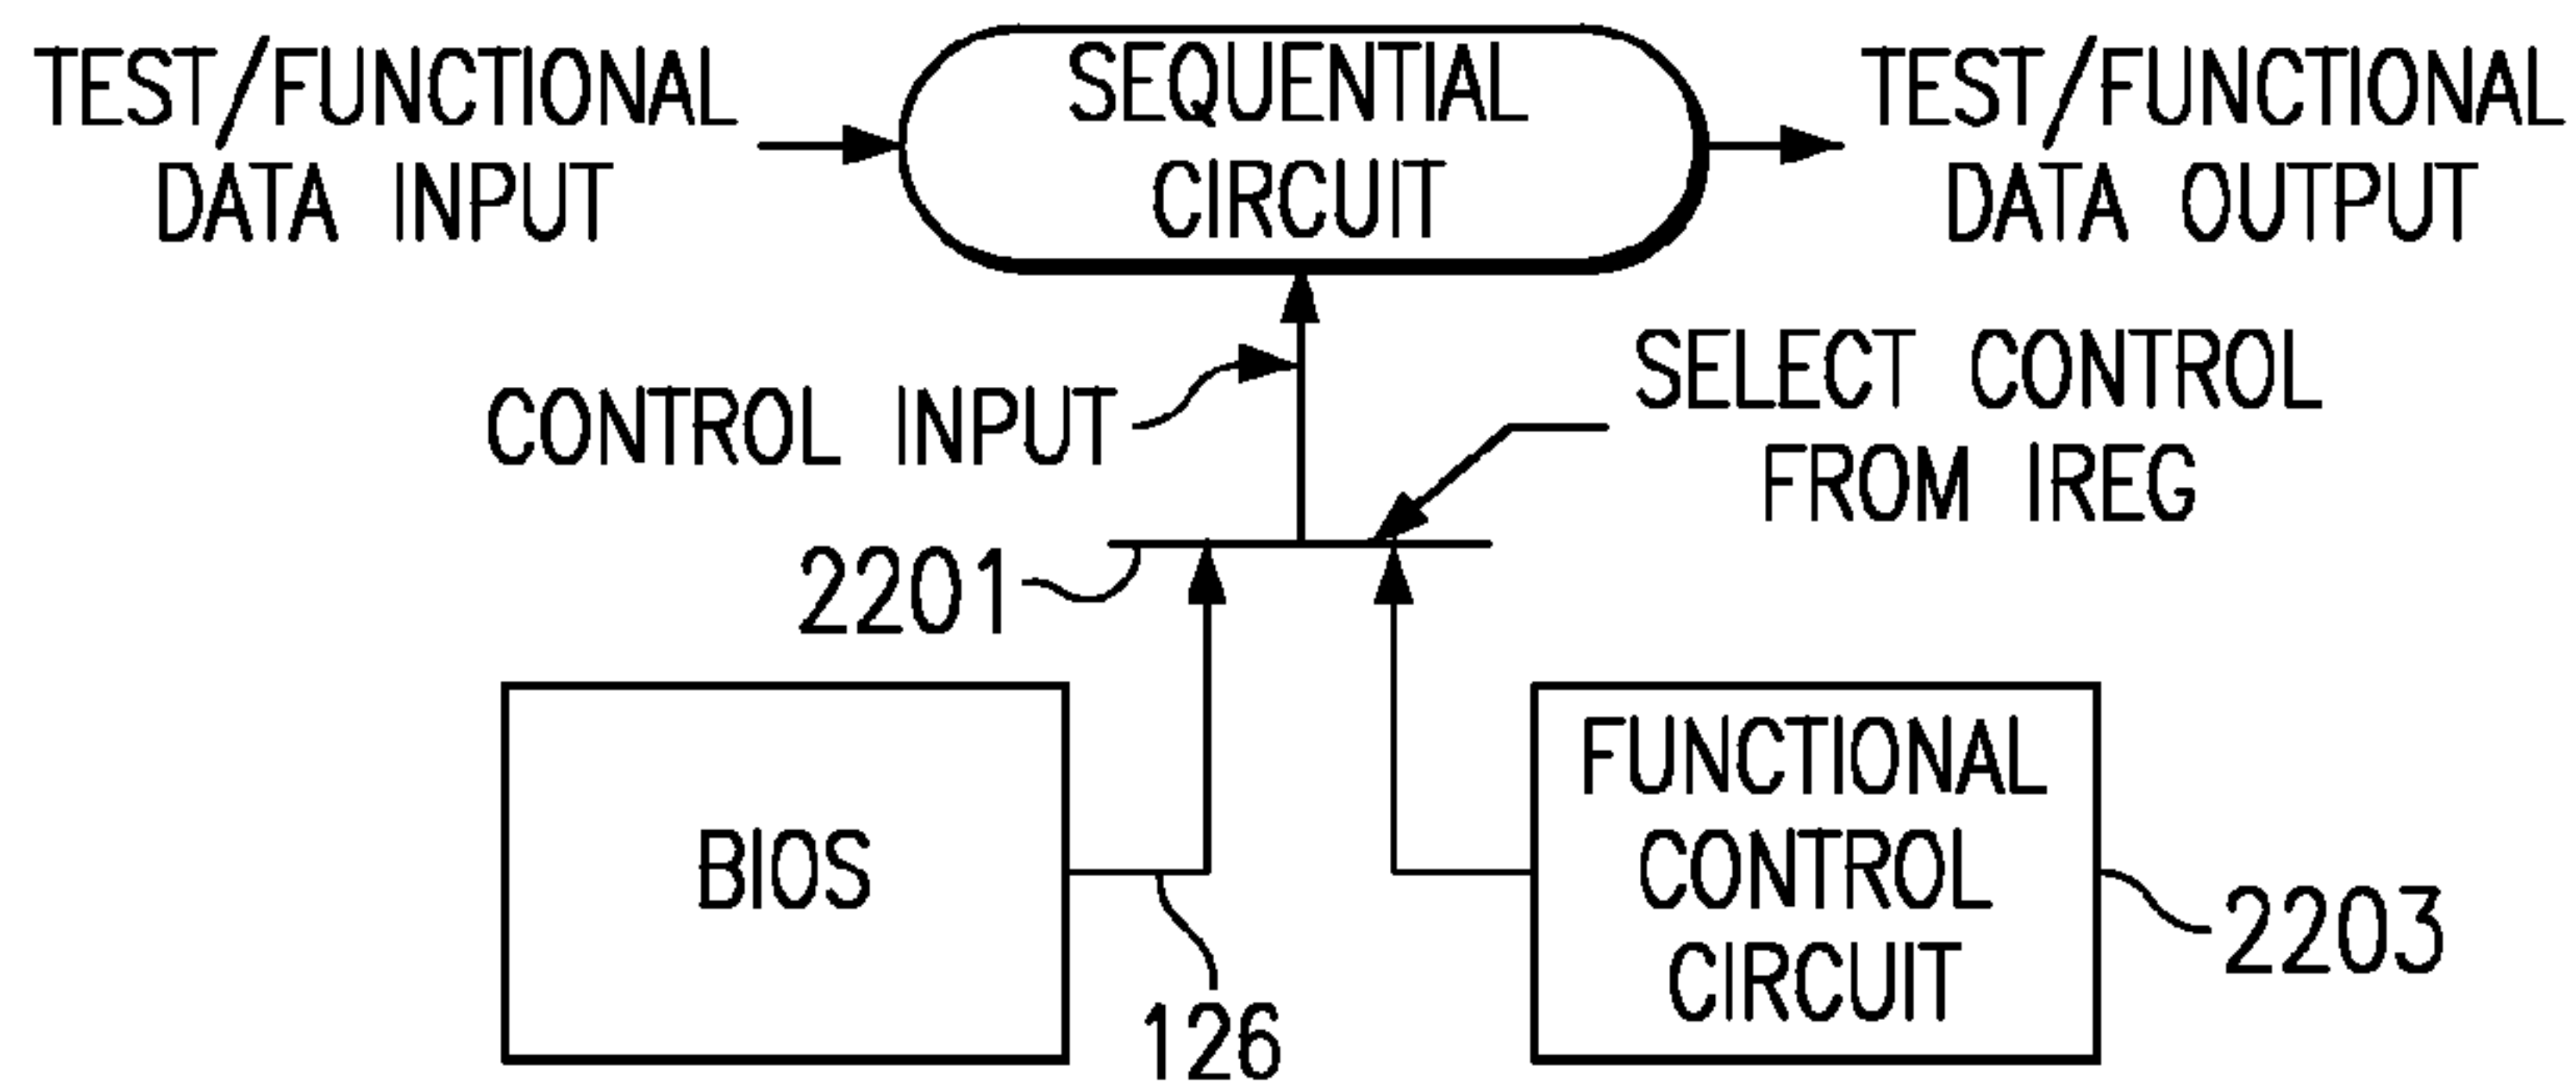 TEST/FUNCTIONAL
DATA INPUT
SEQUENTIAL
CIRCUIT
TEST/FUNCTIONAL
DATA OUTPUT
CONTROL INPUT
SELECT CONTROL
FROM IREG
2201
BIOS
126
FUNCTIONAL
CONTROL
CIRCUIT
2203